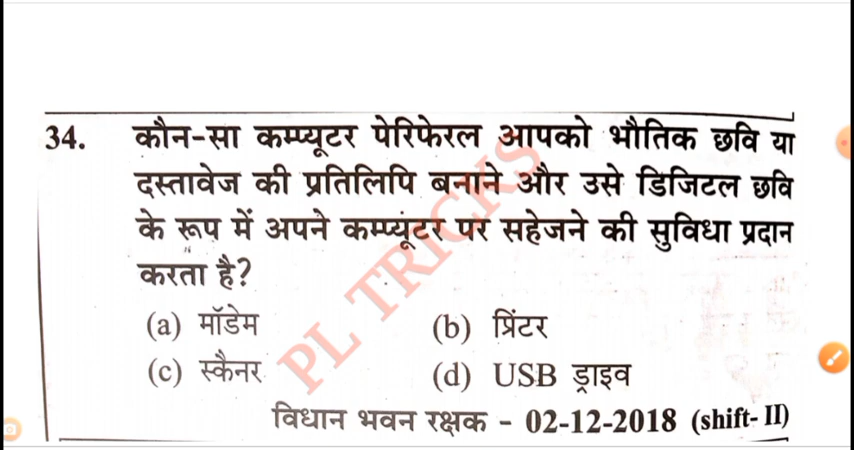 34. कौन-सा कम्प्यूटर पेरिफेरल आपको भौतिक छवि या
दस्तावेज की प्रतिलिपि बनाने और उसे डिजिटल छवि
के रूप में अपने कम्प्यूंटर पर सहेजने की सुविधा प्रदान
करता है?
(a) मॉडेम (b) प्रिंटर
(c) स्कैनर (d) USB ड्राइव
विधान भवन रक्षक - 02-12-2018 (shift- II)
PL TRICKS